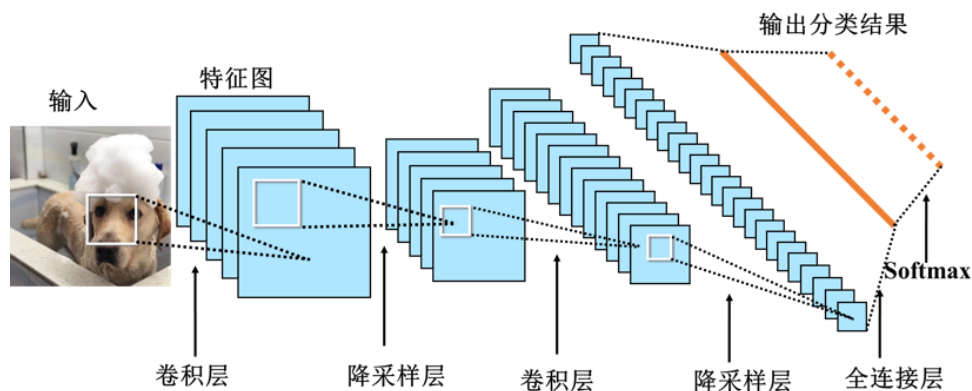 输出分类结果
特征图
输入
Softmax
卷积层
降采样层
卷积层
降采样层
全连接层